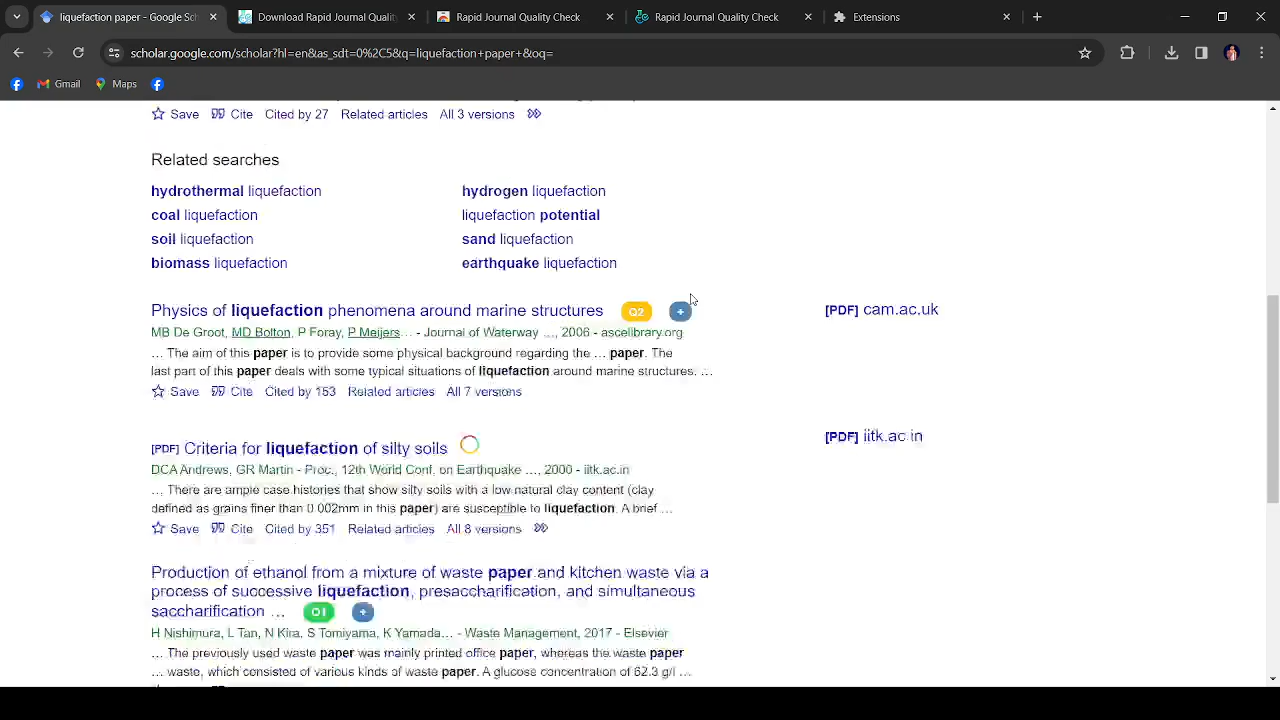 liquefaction paper - Google Sch
Download Rapid Journal Quality
Rapid Journal Quality Check
Rapid Journal Quality Check
Extensions
scholar.google.com/scholar?hl=en&as_sdt=0%2C5&q=liquefaction+paper+&oq=
Gmail
Maps
Save Cite Cited by 27 Related articles All 3 versions
Related searches
hydrothermal liquefaction
hydrogen liquefaction
coal liquefaction
liquefaction potential
soil liquefaction
sand liquefaction
biomass liquefaction
earthquake liquefaction
Physics of liquefaction phenomena around marine structures Q2 +
[PDF] cam.ac.uk
MB De Groot, MD Bolton, P Foray, P Meijers… - Journal of Waterway …, 2006 - ascelibrary.org
… The aim of this paper is to provide some physical background regarding the … paper. The
last part of this paper deals with some typical situations of liquefaction around marine structures. …
Save Cite Cited by 153 Related articles All 7 versions
[PDF] Criteria for liquefaction of silty soils
[PDF] iitk.ac.in
DCA Andrews, GR Martin - Proc., 12th World Conf. on Earthquake …, 2000 - iitk.ac.in
… There are ample case histories that show silty soils with a low natural clay content (clay
defined as grains finer than 0.002mm in this paper) are susceptible to liquefaction. A brief …
Save Cite Cited by 351 Related articles All 8 versions
Production of ethanol from a mixture of waste paper and kitchen waste via a
process of successive liquefaction, presaccharification, and simultaneous
saccharification … Q1 +
H Nishimura, L Tan, N Kira, S Tomiyama, K Yamada… - Waste Management, 2017 - Elsevier
… The previously used waste paper was mainly printed office paper, whereas the waste paper
… waste, which consisted of various kinds of waste paper. A glucose concentration of 62.3 g/l …